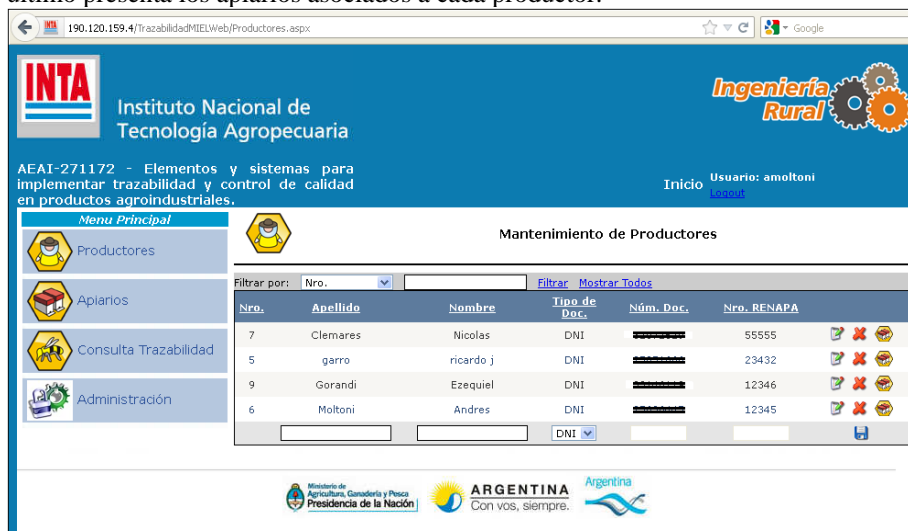 último presenta los apiarios asociados a cada productor.
190.120.159.4/TrazabilidadMIELWeb/Productores.aspx
Google
INTA
Instituto Nacional de
Tecnología Agropecuaria
Ingeniería
Rural
AEAI-271172 - Elementos y sistemas para
implementar trazabilidad y control de calidad
en productos agroindustriales.
Inicio
Usuario: amoltoni
Logout
Menu Principal
Productores
Apiarios
Consulta Trazabilidad
Administración
Mantenimiento de Productores
Filtrar por: Nro. Filtrar Mostrar Todos
Nro. Apellido Nombre Tipo de Doc. Núm. Doc. Nro. RENAPA
7 Clemares Nicolas DNI 55555
5 garro ricardo j DNI 23432
9 Gorandi Ezequiel DNI 12346
6 Moltoni Andres DNI 12345
DNI
Ministerio de
Agricultura, Ganadería y Pesca
Presidencia de la Nación
ARGENTINA
Con vos, siempre.
Argentina